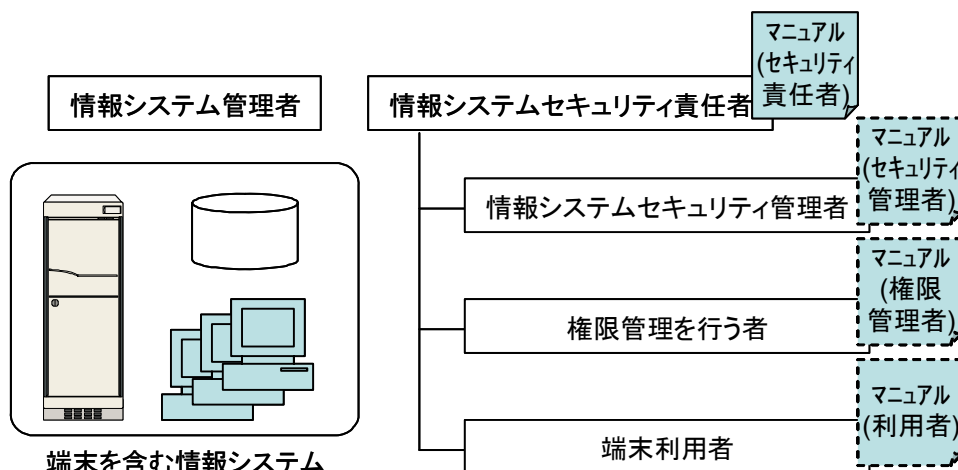 マニュアル
(セキュリティ
責任者)
情報システム管理者
情報システムセキュリティ責任者
マニュアル
(セキュリティ
管理者)
情報システムセキュリティ管理者
マニュアル
(権限
管理者)
権限管理を行う者
マニュアル
(利用者)
端末利用者
端末を含む情報システム